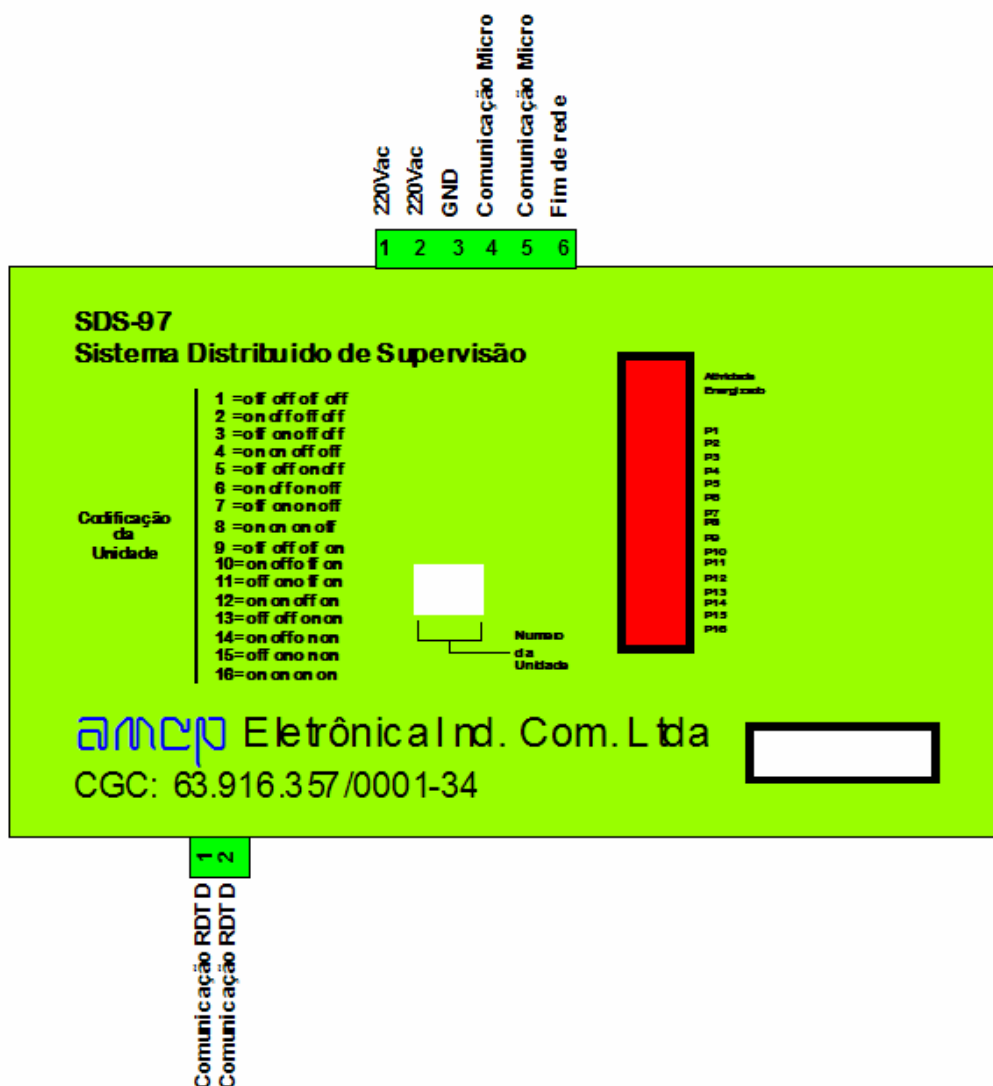 220Vac
220Vac
GND
Comunicação Micro
Comunicação Micro
Fim de rede
1 2 3 4 5 6
SDS-97
Sistema Distribuido de Supervisão
Codificação
da
Unidade
1 =off off off off
2 =on off off off
3 =off on off off
4 =on on off off
5 =off off on off
6 =on off on off
7 =off on on off
8 =on on on off
9 =off off off on
10=on off off on
11=off on off on
12=on on off on
13=off off on on
14=on off on on
15=off on on on
16=on on on on
Numero
da
Unidade
Atividade
Energizado
P1
P2
P3
P4
P5
P6
P7
P8
P9
P10
P11
P12
P13
P14
P15
P16
amcp Eletrônica Ind. Com. Ltda
CGC: 63.916.357/0001-34
1
2
Comunicação RDTD
Comunicação RDTD